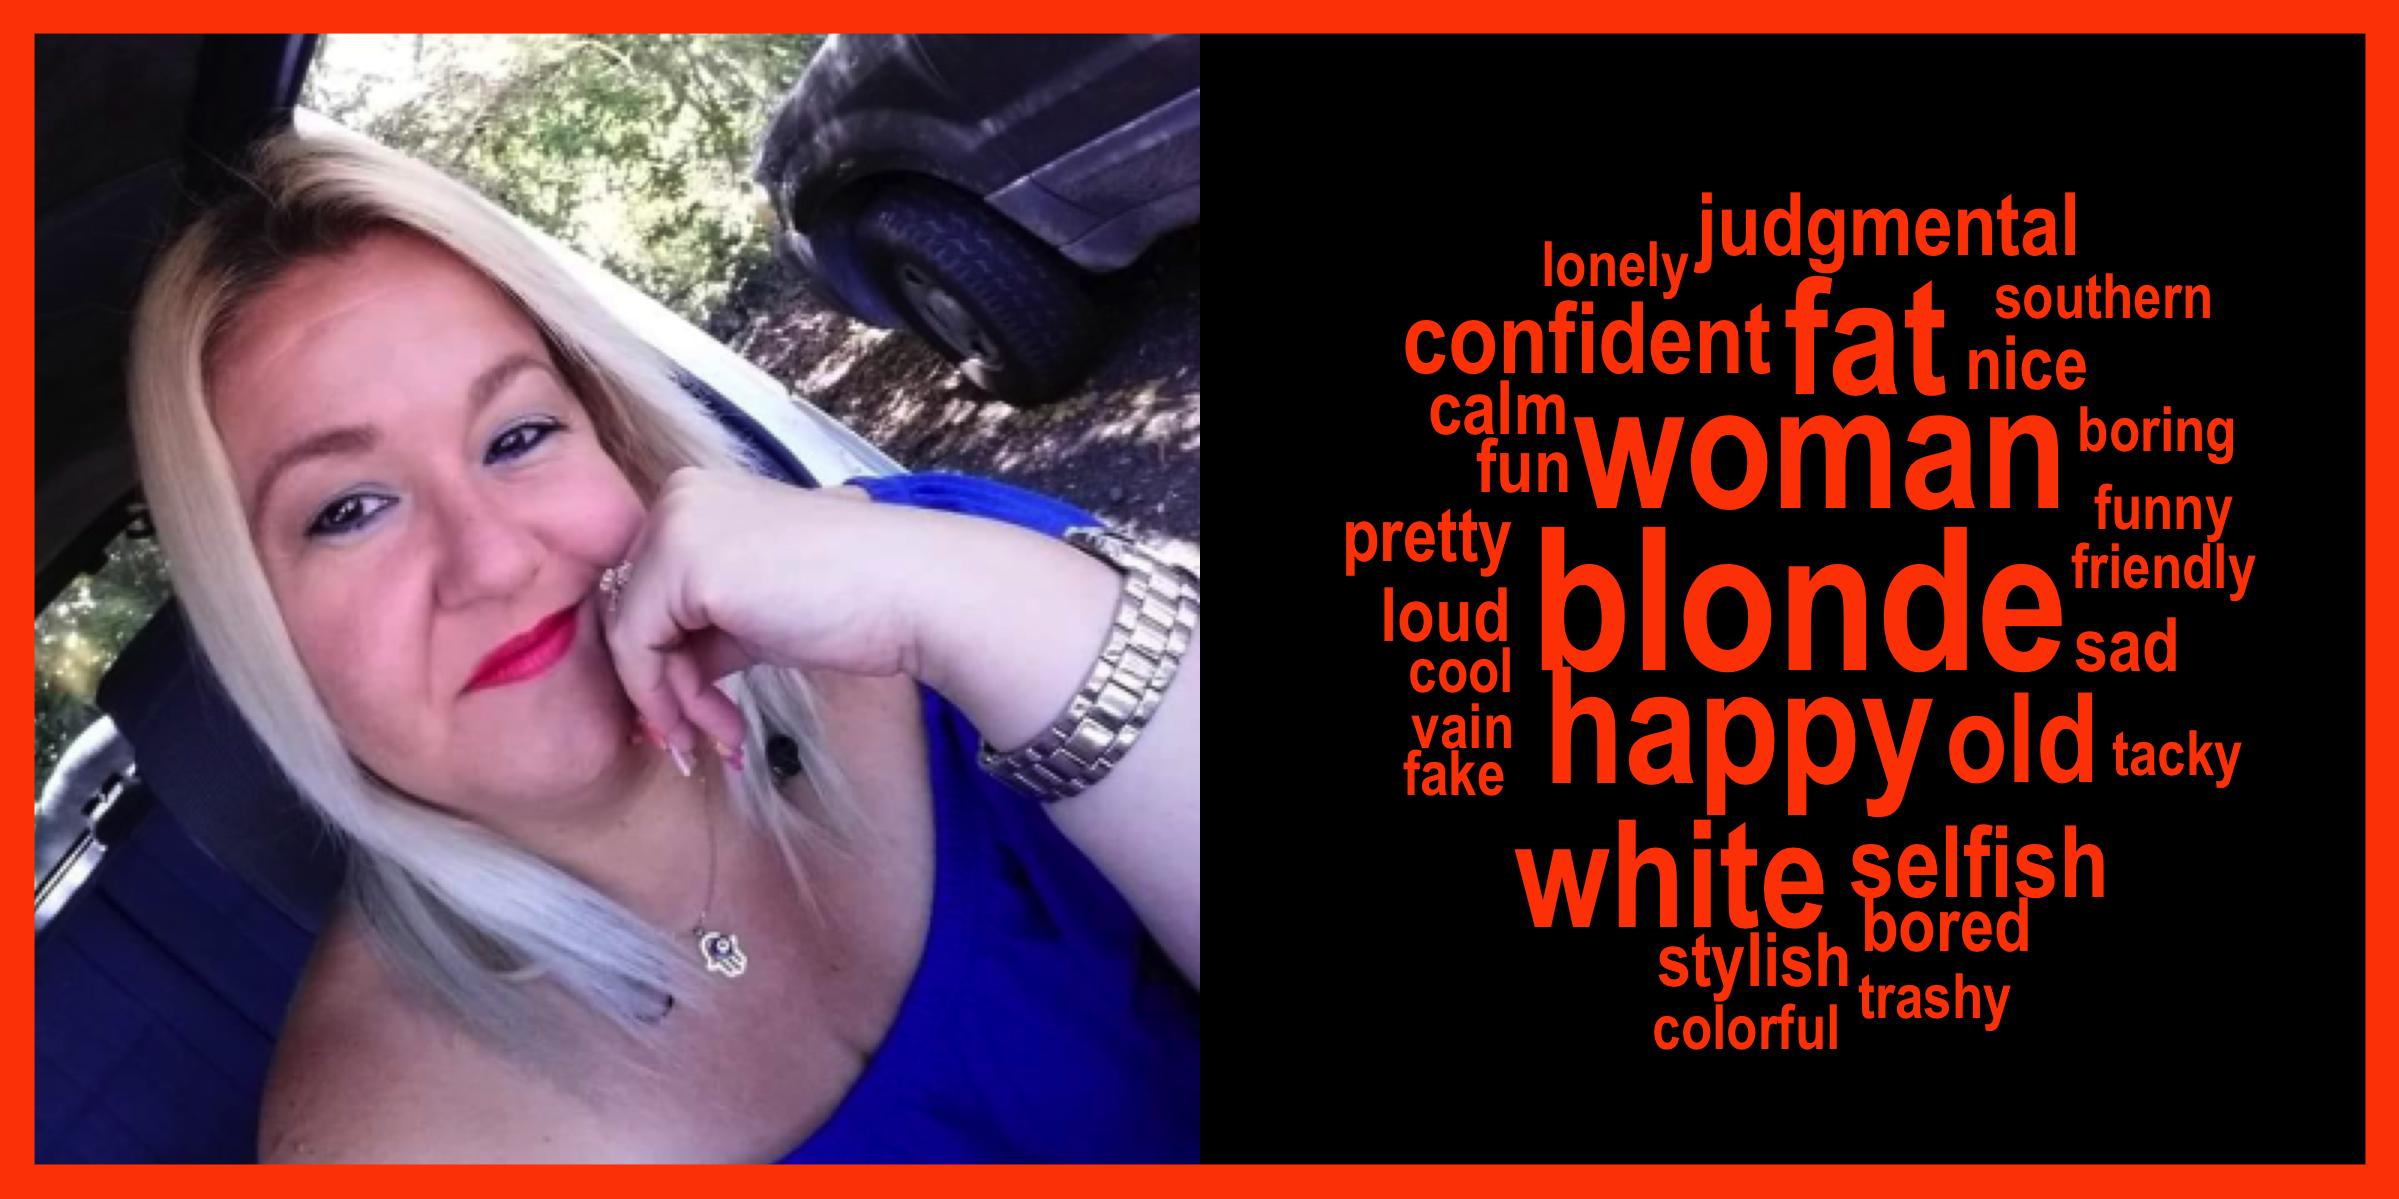 judgmental
lonely
southern
confident fat nice
calm
woman boring
fun
funny
pretty
blonde friendly
loud
sad
cool
happy old tacky
vain
fake
white selfish
bored
stylish
trashy
colorful